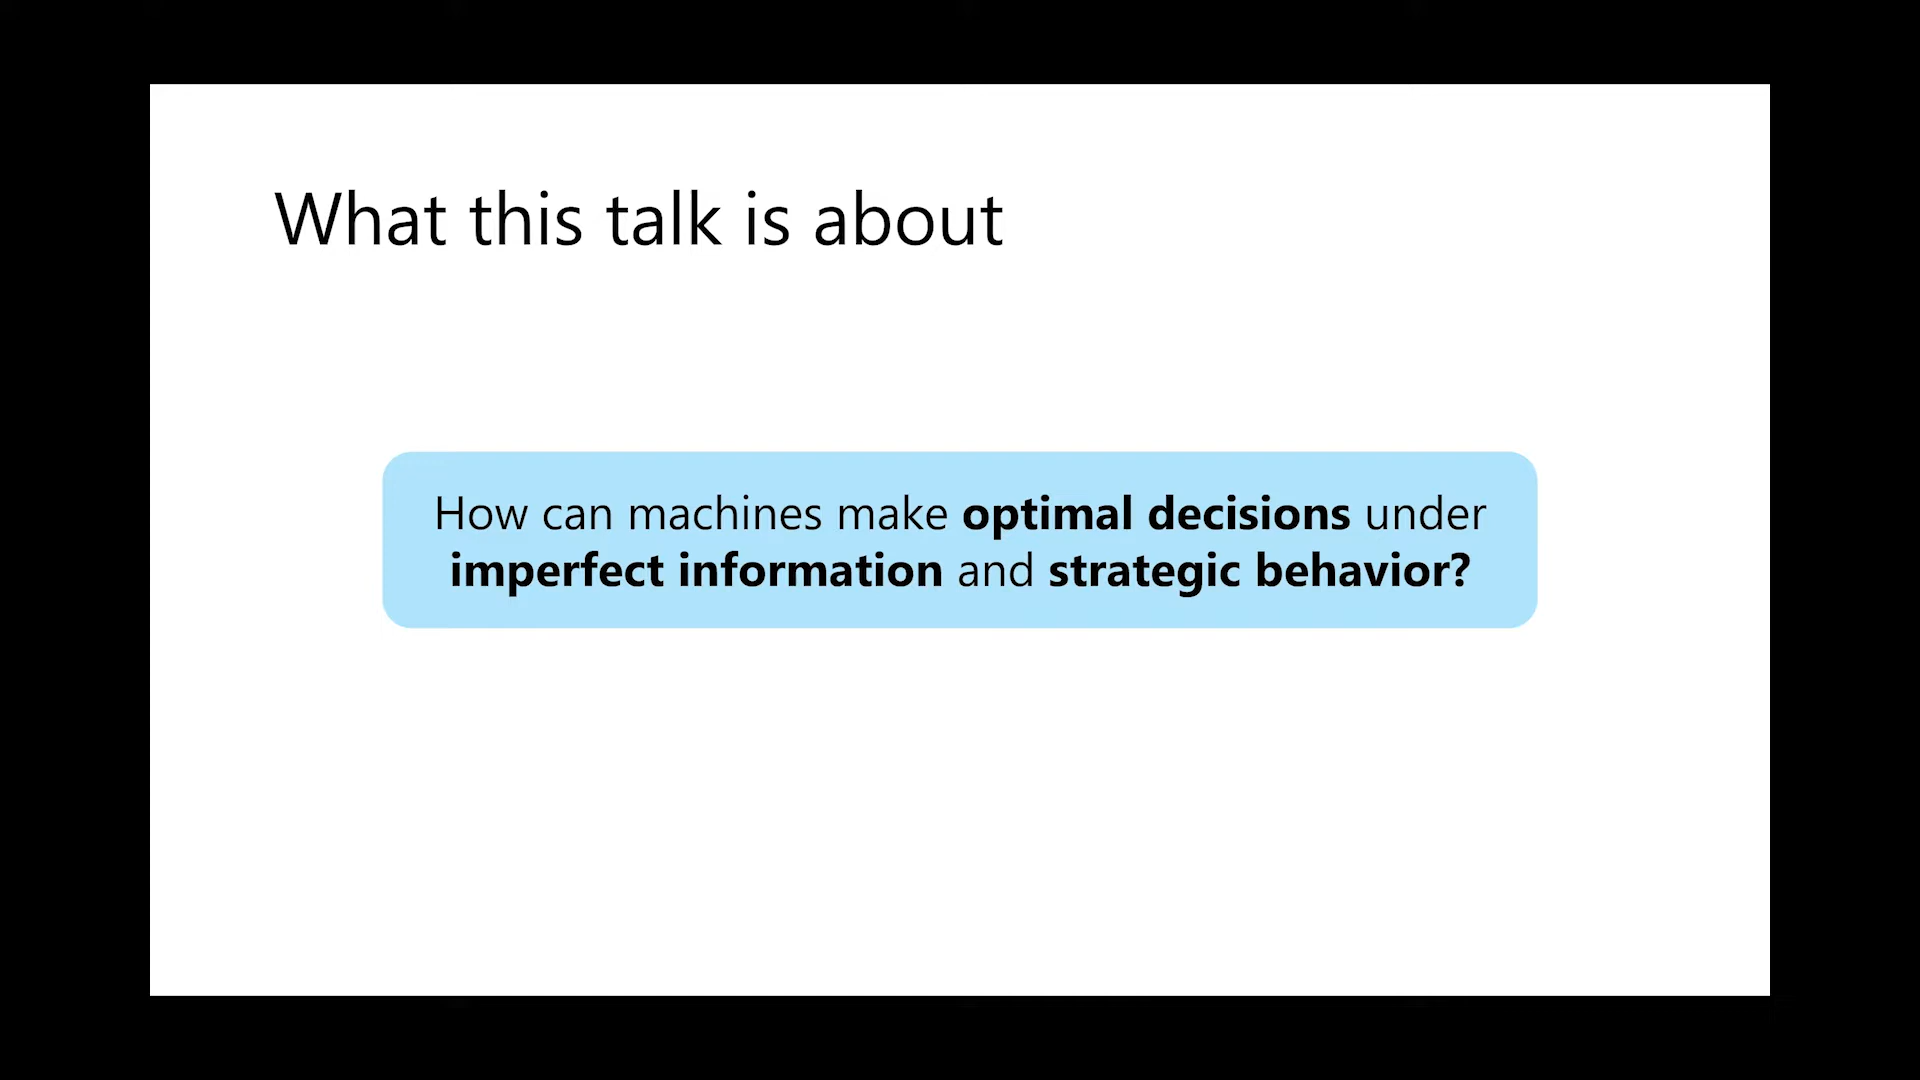 What this talk is about
How can machines make optimal decisions under
imperfect information and strategic behavior?